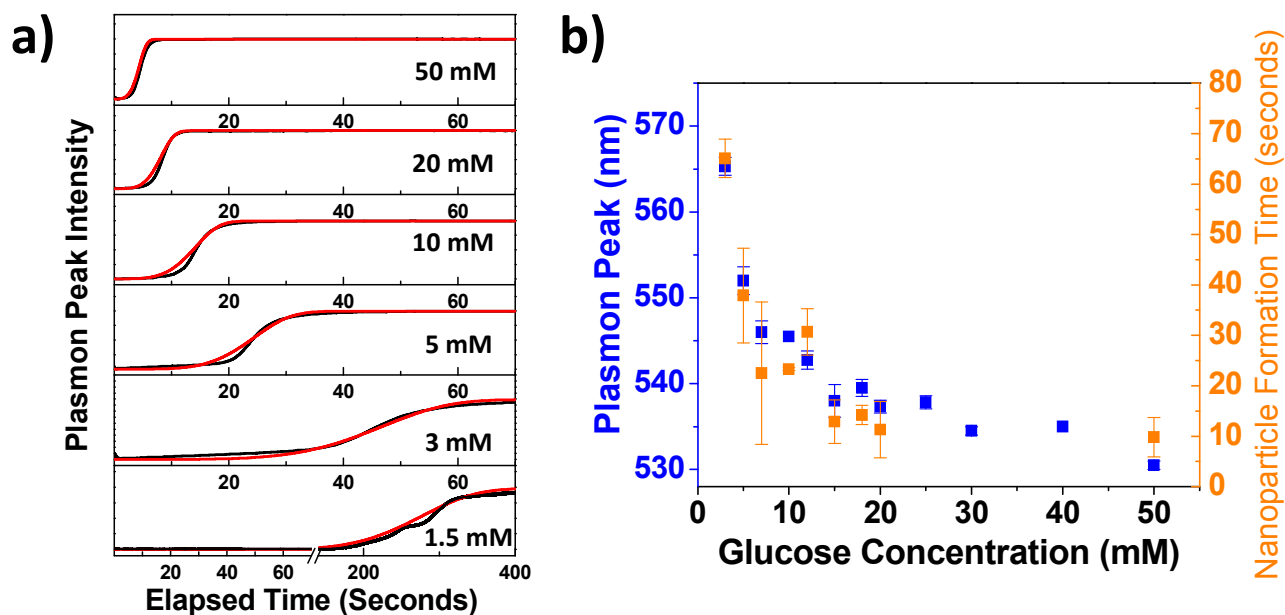 a)
Plasmon Peak Intensity
50 mM
20 40 60
20 mM
20 40 60
10 mM
20 40 60
5 mM
20 40 60
3 mM
20 40 60
1.5 mM
20 40 60 200 400
Elapsed Time (Seconds)
b)
Plasmon Peak (nm)
570
560
550
540
530
0 10 20 30 40 50
Glucose Concentration (mM)
80
70
60
50
40
30
20
10
0
Nanoparticle Formation Time (seconds)